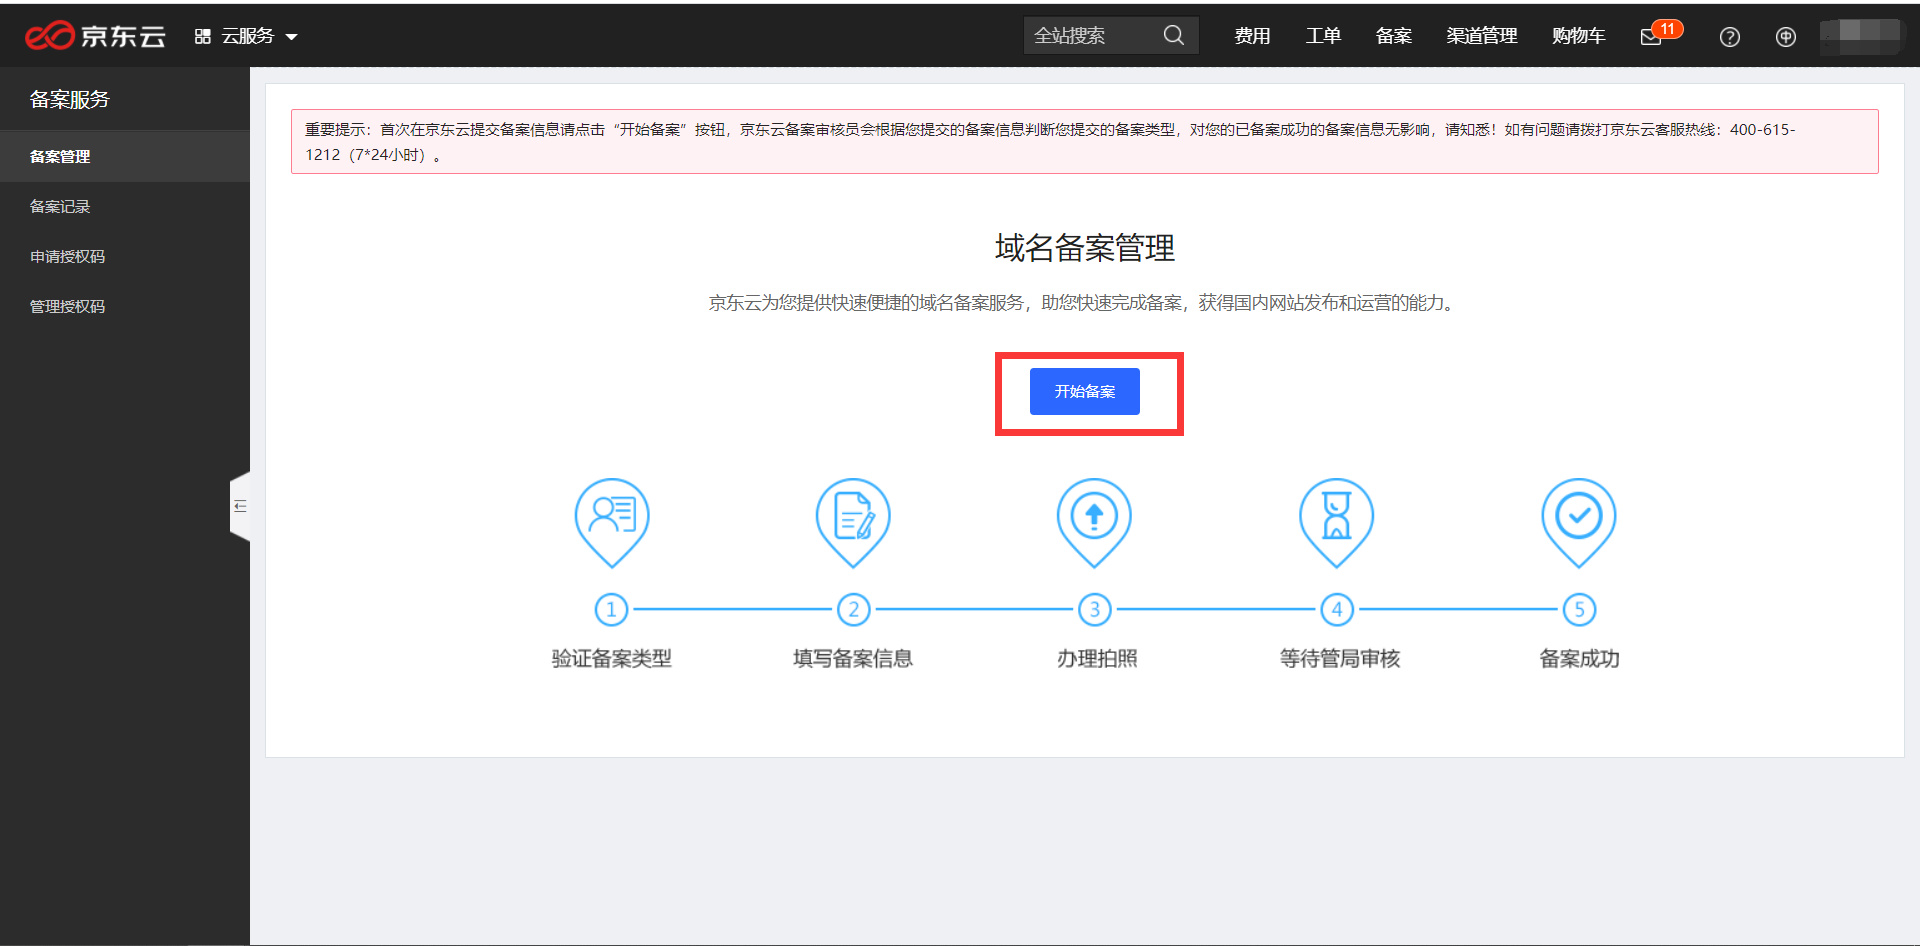 京东云 云服务 全站搜索 费用 工单 备案 渠道管理 购物车 11 中
备案服务
备案管理
备案记录
申请授权码
管理授权码
重要提示：首次在京东云提交备案信息请点击“开始备案”按钮，京东云备案审核员会根据您提交的备案信息判断您提交的备案类型，对您的已备案成功的备案信息无影响，请知悉！如有问题请拨打京东云客服热线：400-615-
1212（7*24小时）。
域名备案管理
京东云为您提供快速便捷的域名备案服务，助您快速完成备案，获得国内网站发布和运营的能力。
开始备案
1 2 3 4 5
验证备案类型 填写备案信息 办理拍照 等待管局审核 备案成功